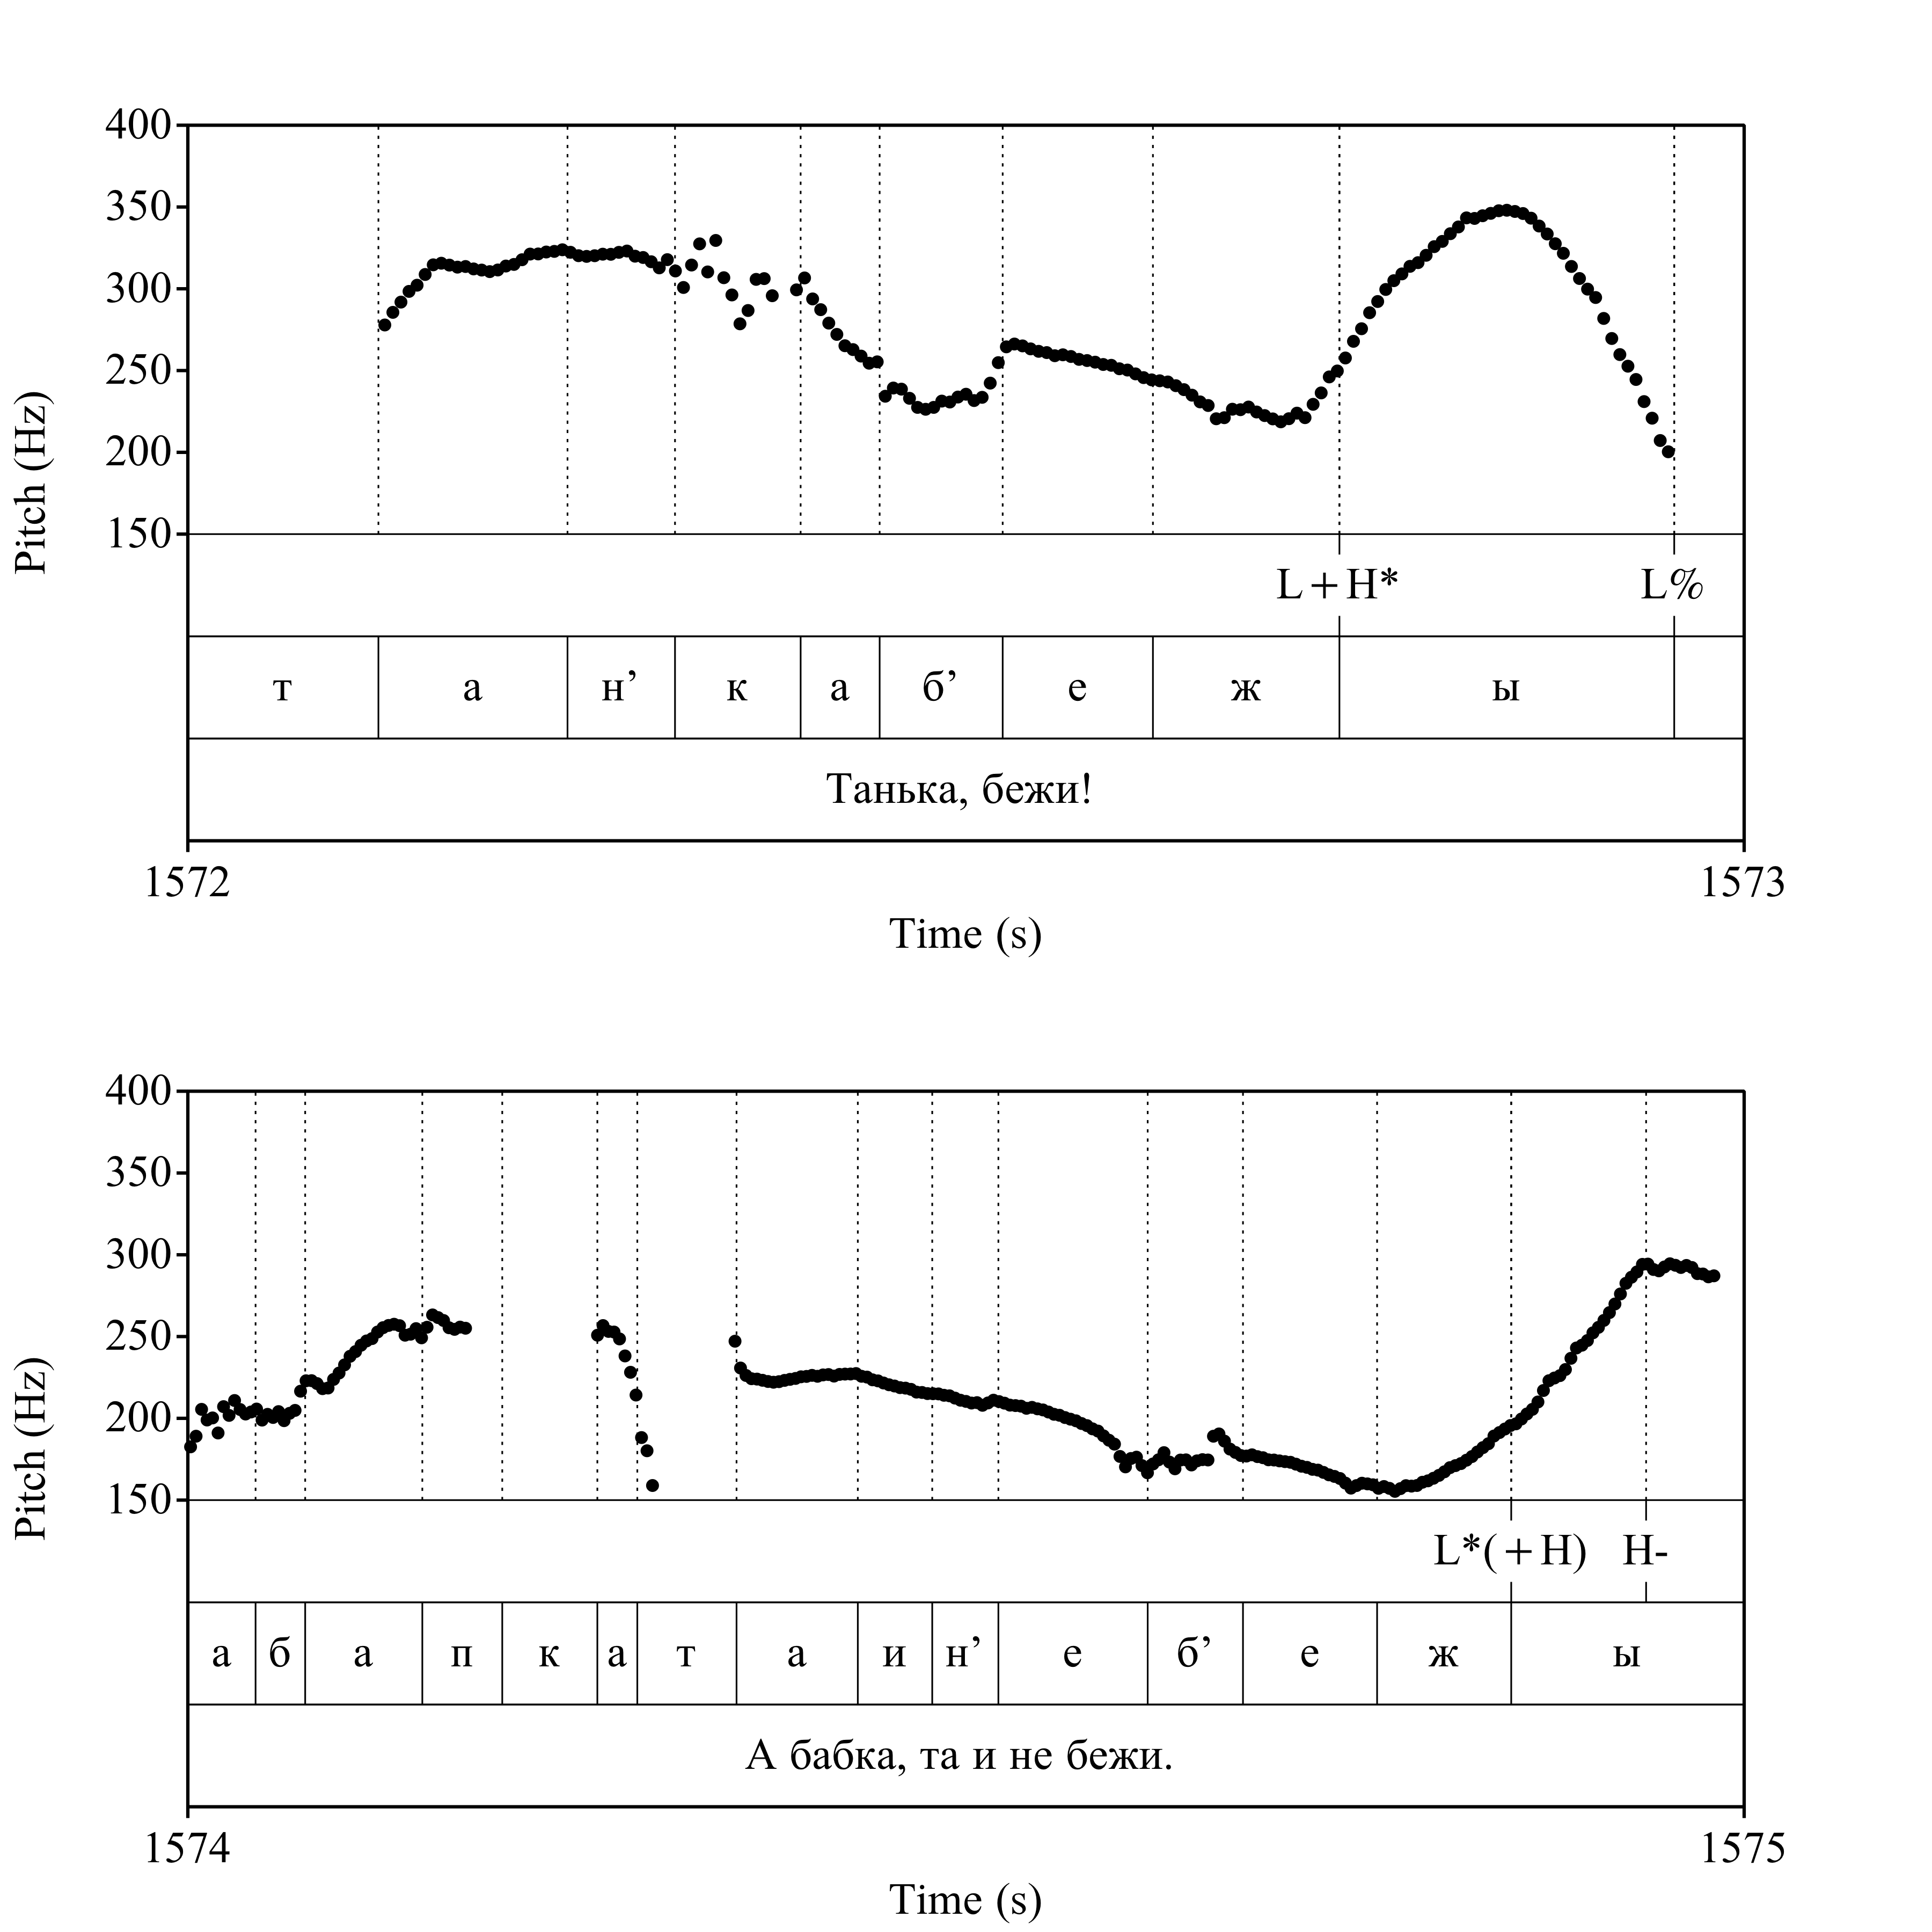 400
350
300
250
200
150
Pitch (Hz)
L+H* L%
т а н’ к а б’ е ж ы
Танька, бежи!
1572 1573
Time (s)
400
350
300
250
200
150
Pitch (Hz)
L*(+H) H-
а б а п к а т а и н’ е б’ е ж ы
А бабка, та и не бежи.
1574 1575
Time (s)